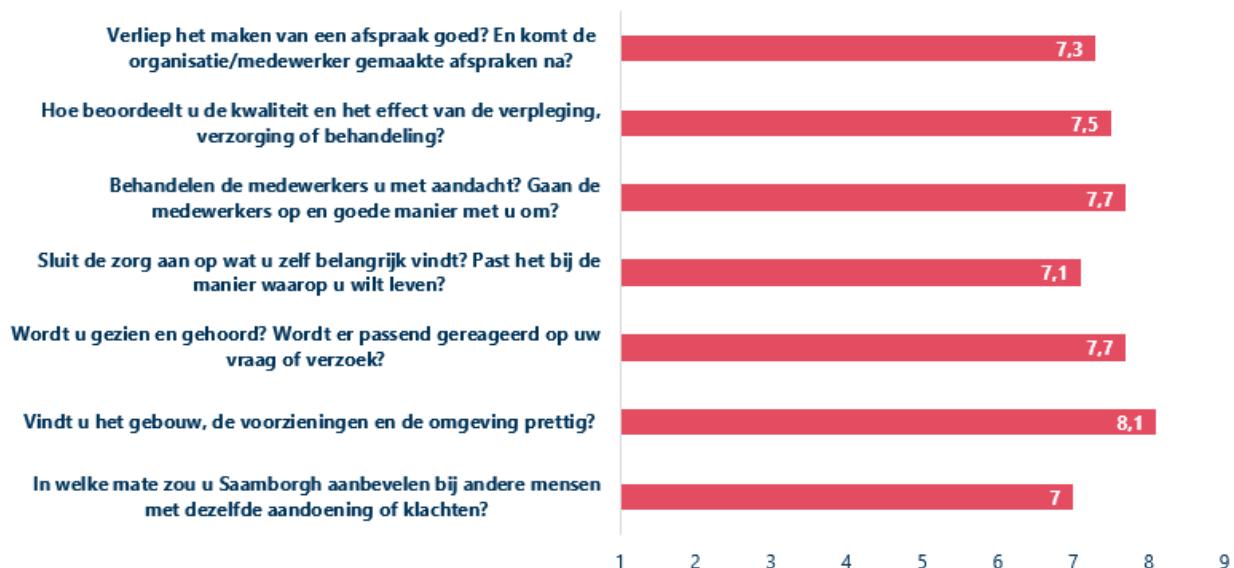 Verliep het maken van een afspraak goed? En komt de
organisatie/medewerker gemaakte afspraken na?
7,3
Hoe beoordeelt u de kwaliteit en het effect van de verpleging,
verzorging of behandeling?
7,5
Behandelen de medewerkers u met aandacht? Gaan de
medewerkers op en goede manier met u om?
7,7
Sluit de zorg aan op wat u zelf belangrijk vindt? Past het bij de
manier waarop u wilt leven?
7,1
Wordt u gezien en gehoord? Wordt er passend gereageerd op uw
vraag of verzoek?
7,7
Vindt u het gebouw, de voorzieningen en de omgeving prettig?
8,1
In welke mate zou u Saamborgh aanbevelen bij andere mensen
met dezelfde aandoening of klachten?
7
1 2 3 4 5 6 7 8 9